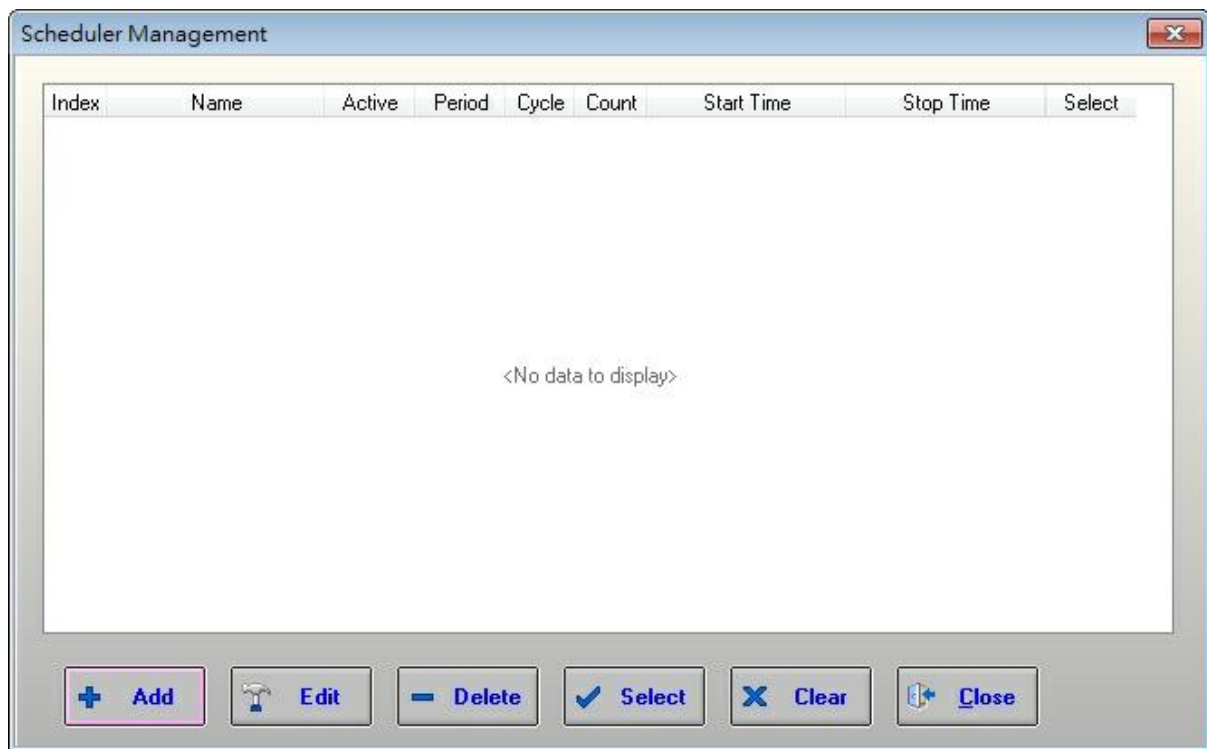 Scheduler Management
Index Name Active Period Cycle Count Start Time Stop Time Select
<No data to display>
Add Edit Delete Select Clear Close